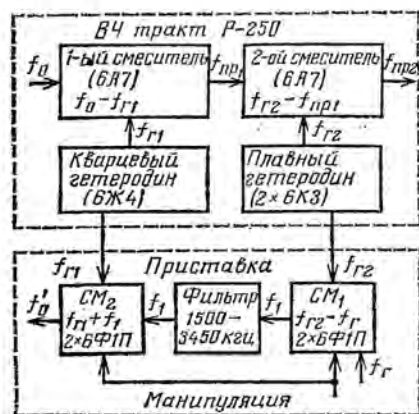 ВЧ тракт Р-250
f₀
1-ый смеситель
(6А7)
f₀-fг1
fпр1
2-ой смеситель
(6А7)
fг2-fпр1
fпр2
fг1
fг2
Кварцевый
гетеродин
(6Ж4)
Плавный
гетеродин
(2×6К3)
fг1
Приставка
fг2
f₀'
СМ₂
fг1+f₁
2×6Ф1П
f₁
Фильтр
1500-
3450 кгц
f₁
СМ₁
fг2-fг
2×6Ф1П
fг
Манипуляция